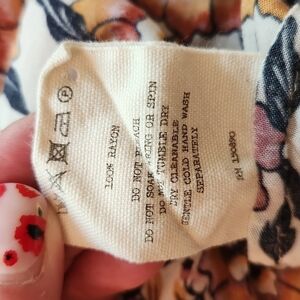 100% RAYON
DO NOT BLEACH
DO NOT SOAK WRING OR SPIN
DO NOT TUMBLE DRY
DRY CLEANABLE
GENTLE COLD HAND WASH
SEPARATELY